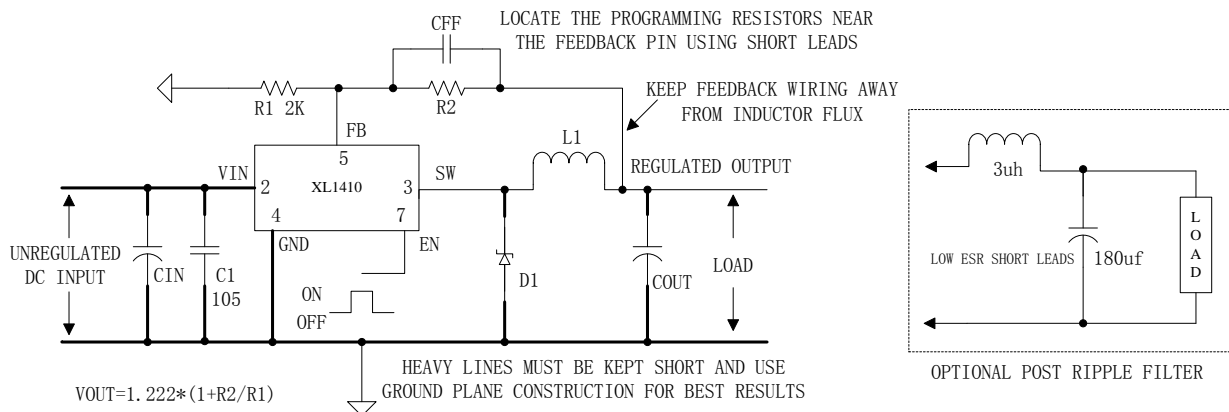 CFF
LOCATE THE PROGRAMMING RESISTORS NEAR
THE FEEDBACK PIN USING SHORT LEADS
R1 2K
R2
KEEP FEEDBACK WIRING AWAY
FROM INDUCTOR FLUX
FB
5
L1
VIN
2
XL1410
3
SW
REGULATED OUTPUT
4
7
GND
EN
UNREGULATED
DC INPUT
CIN
C1
105
ON
OFF
D1
COUT
LOAD
HEAVY LINES MUST BE KEPT SHORT AND USE
GROUND PLANE CONSTRUCTION FOR BEST RESULTS
VOUT=1.222*(1+R2/R1)
3uh
LOW ESR SHORT LEADS
180uf
LOAD
OPTIONAL POST RIPPLE FILTER